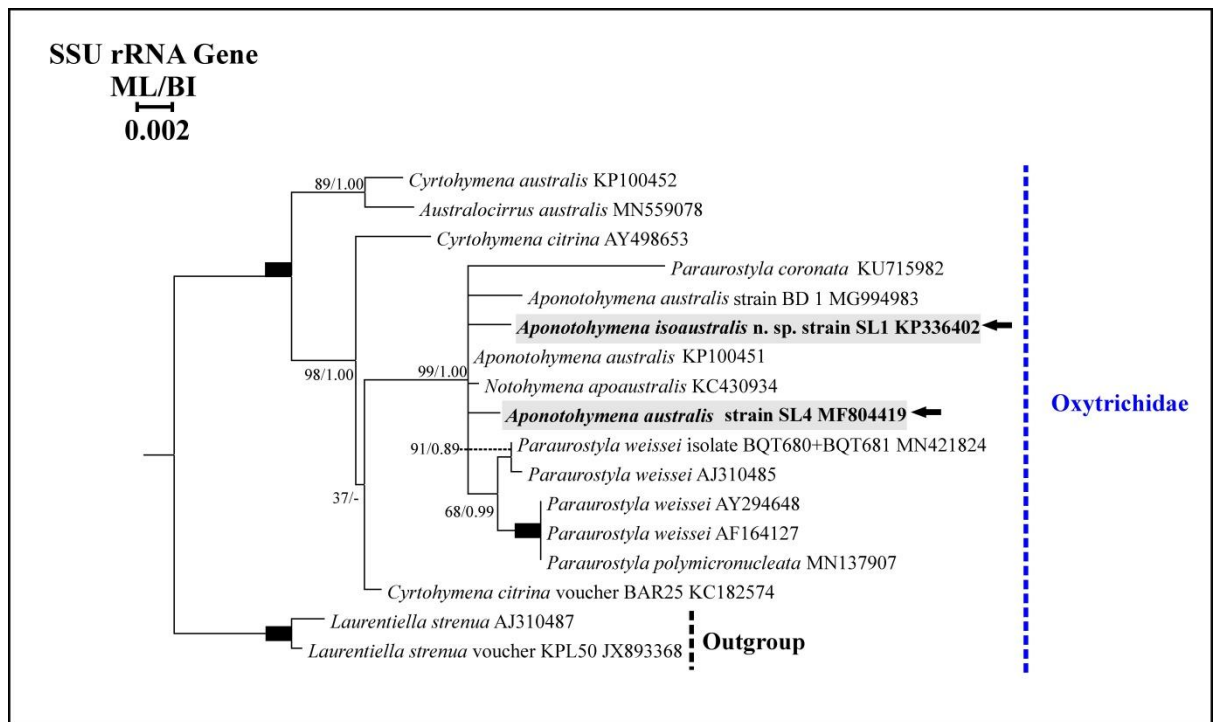 SSU rRNA Gene
ML/BI
0.002
89/1.00
Cyrtohymena australis KP100452
Australocirrus australis MN559078
Cyrtohymena citrina AY498653
Paraurostyla coronata KU715982
Aponotohymena australis strain BD 1 MG994983
Aponotohymena isoaustralis n. sp. strain SL1 KP336402
Aponotohymena australis KP100451
98/1.00
99/1.00
Notohymena apoaustralis KC430934
Aponotohymena australis strain SL4 MF804419
Oxytrichidae
91/0.89
Paraurostyla weissei isolate BQT680+BQT681 MN421824
Paraurostyla weissei AJ310485
37/-
68/0.99
Paraurostyla weissei AY294648
Paraurostyla weissei AF164127
Paraurostyla polymicronucleata MN137907
Cyrtohymena citrina voucher BAR25 KC182574
Laurentiella strenua AJ310487
Laurentiella strenua voucher KPL50 JX893368
Outgroup